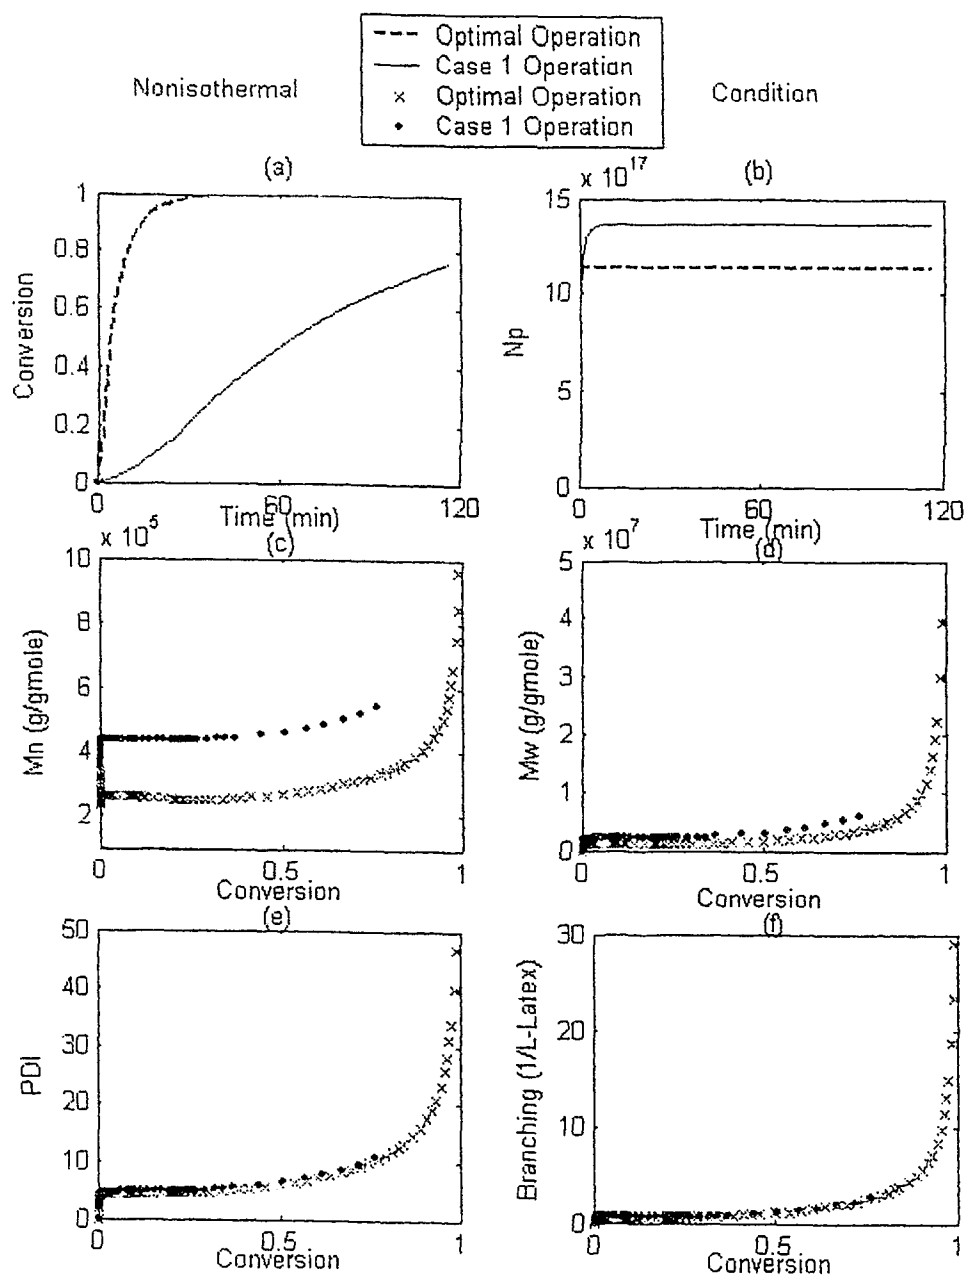 Optimal Operation
Case 1 Operation
Optimal Operation
Case 1 Operation
Nonisothermal
Condition
(a)
1
0.8
0.6
0.4
0.2
0
Conversion
0
60
120
Time (min)
x 10^17
(b)
15
10
5
0
Np
0
60
120
Time (min)
x 10^5
(c)
10
8
6
4
2
Mn (g/gmole)
0
0.5
1
Conversion
x 10^7
(d)
5
4
3
2
1
0
Mw (g/gmole)
0
0.5
1
Conversion
(e)
50
40
30
20
10
0
PDI
0
0.5
1
Conversion
(f)
30
20
10
0
Branching (1/L-Latex)
0
0.5
1
Conversion